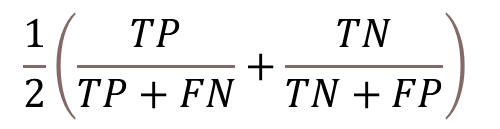 1/2 ( TP / (TP + FN) + TN / (TN + FP) )